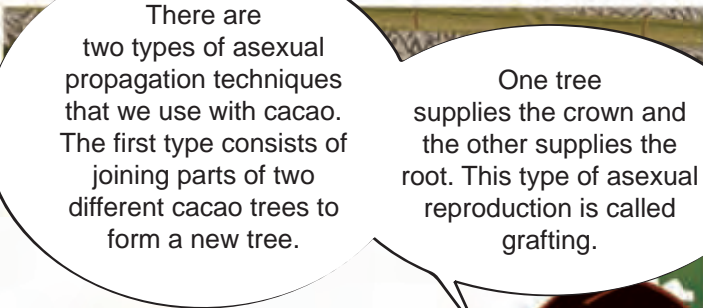 There are
two types of asexual
propagation techniques
that we use with cacao.
The first type consists of
joining parts of two
different cacao trees to
form a new tree.
One tree
supplies the crown and
the other supplies the
root. This type of asexual
reproduction is called
grafting.